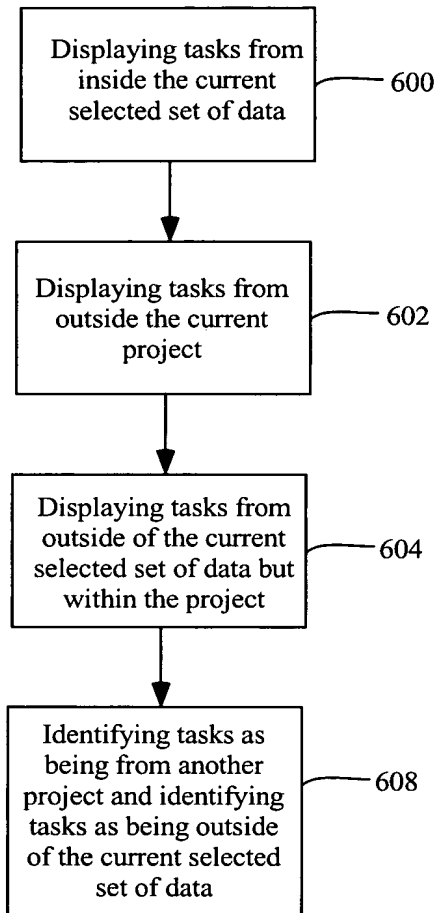 Displaying tasks from
inside the current
selected set of data
600
Displaying tasks from
outside the current
project
602
Displaying tasks from
outside of the current
selected set of data but
within the project
604
Identifying tasks as
being from another
project and identifying
tasks as being outside
of the current selected
set of data
608